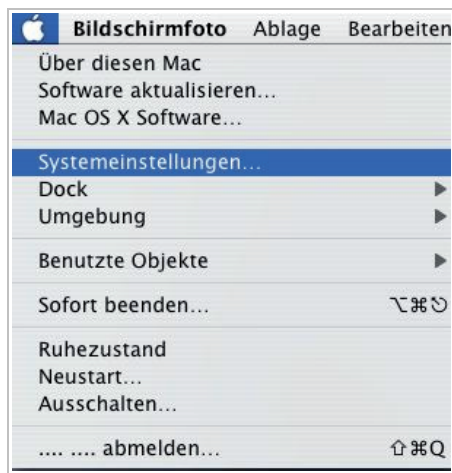 Bildschirmfoto Ablage Bearbeiten
Über diesen Mac
Software aktualisieren...
Mac OS X Software...
Systemeinstellungen...
Dock
Umgebung
Benutzte Objekte
Sofort beenden... ⌥⌘⎋
Ruhezustand
Neustart...
Ausschalten...
.... .... abmelden... ⇧⌘Q